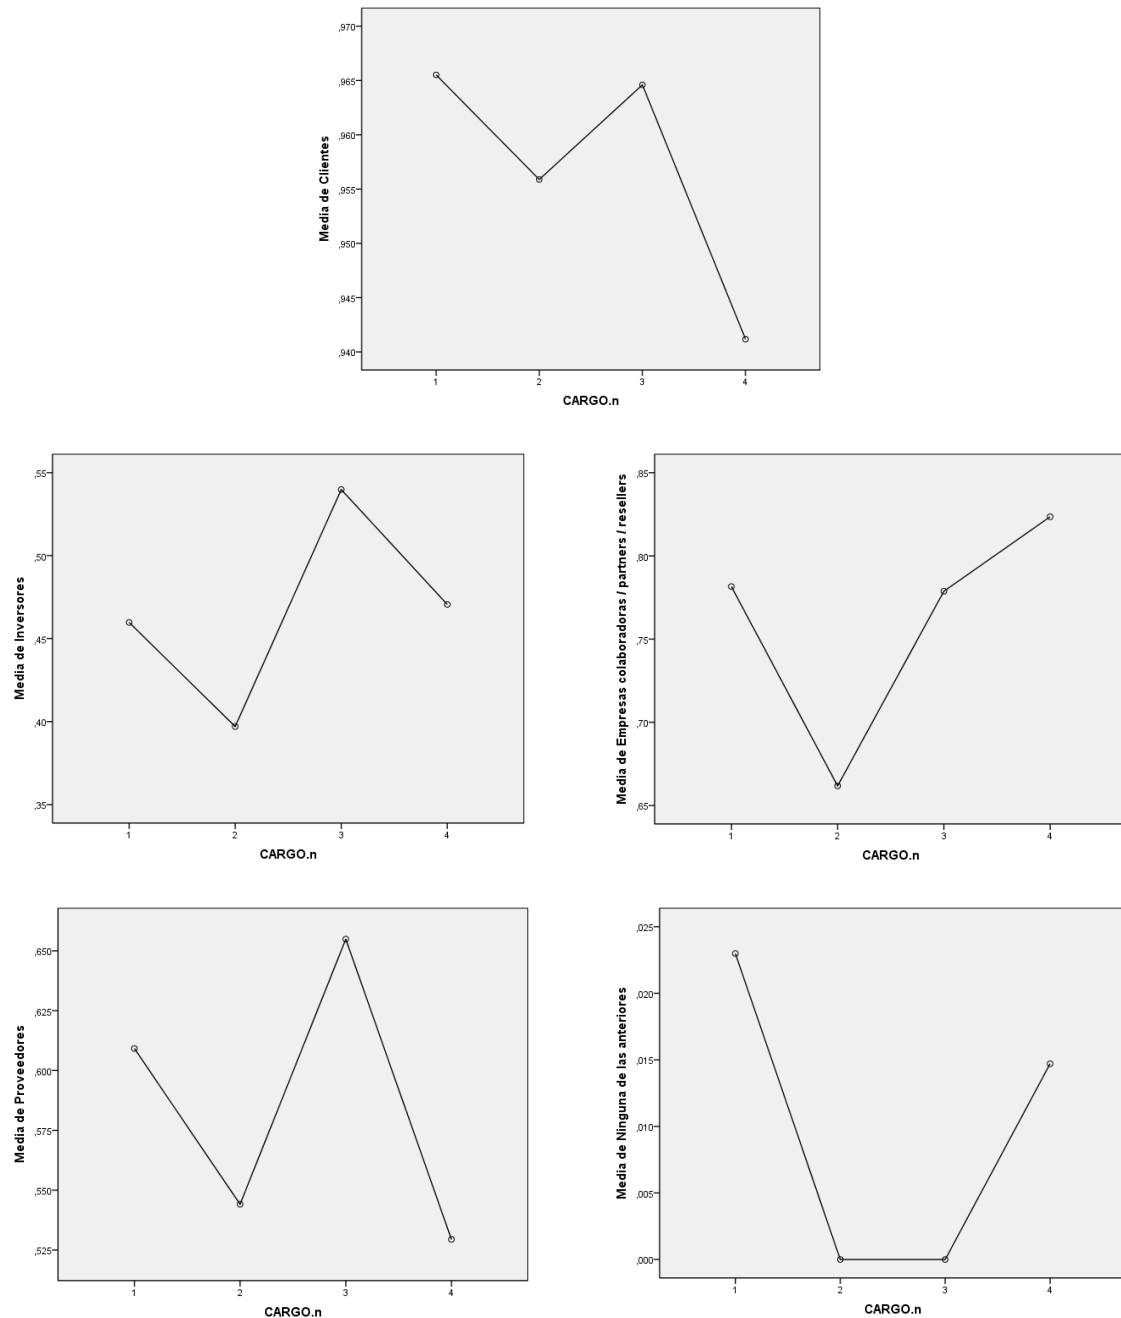 Media de Clientes
,970
,965
,960
,955
,950
,945
,940
1 2 3 4
CARGO.n
Media de Inversores
,55
,50
,45
,40
,35
1 2 3 4
CARGO.n
Media de Empresas colaboradoras / partners / resellers
,85
,80
,75
,70
,65
1 2 3 4
CARGO.n
Media de Proveedores
,650
,625
,600
,575
,550
,525
1 2 3 4
CARGO.n
Media de Ninguna de las anteriores
,025
,020
,015
,010
,005
,000
1 2 3 4
CARGO.n